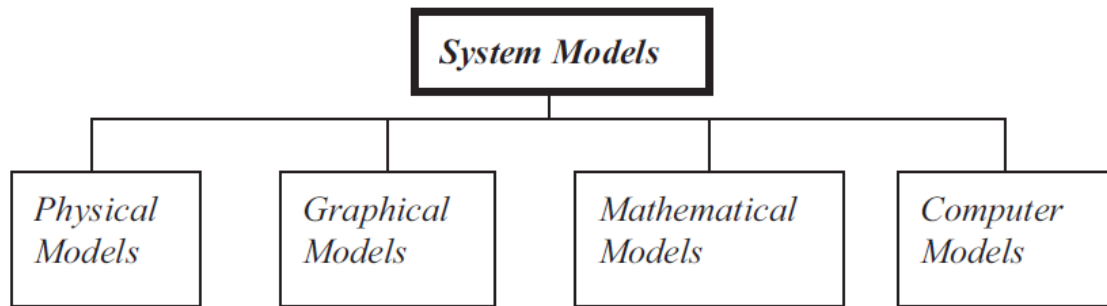 System Models
Physical
Models
Graphical
Models
Mathematical
Models
Computer
Models